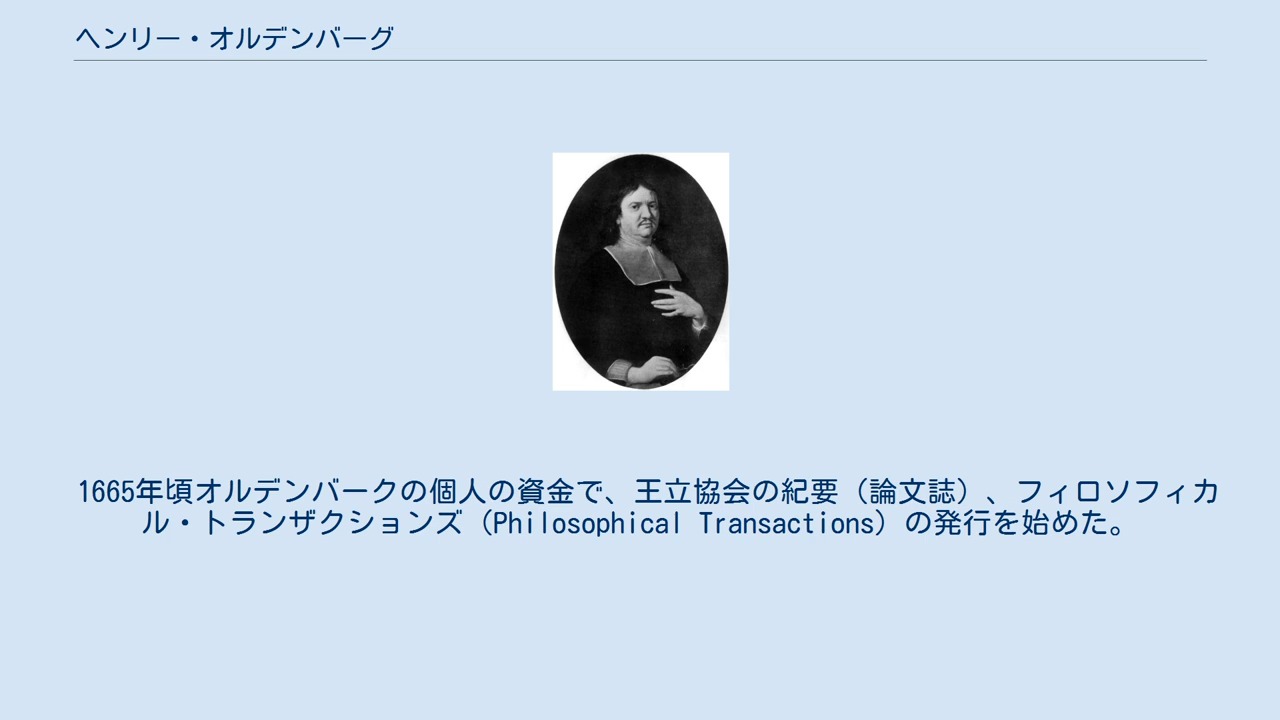 ヘンリー・オルデンバーグ
1665年頃オルデンバークの個人の資金で、王立協会の紀要（論文誌）、フィロソフィカ
ル・トランザクションズ（Philosophical Transactions）の発行を始めた。